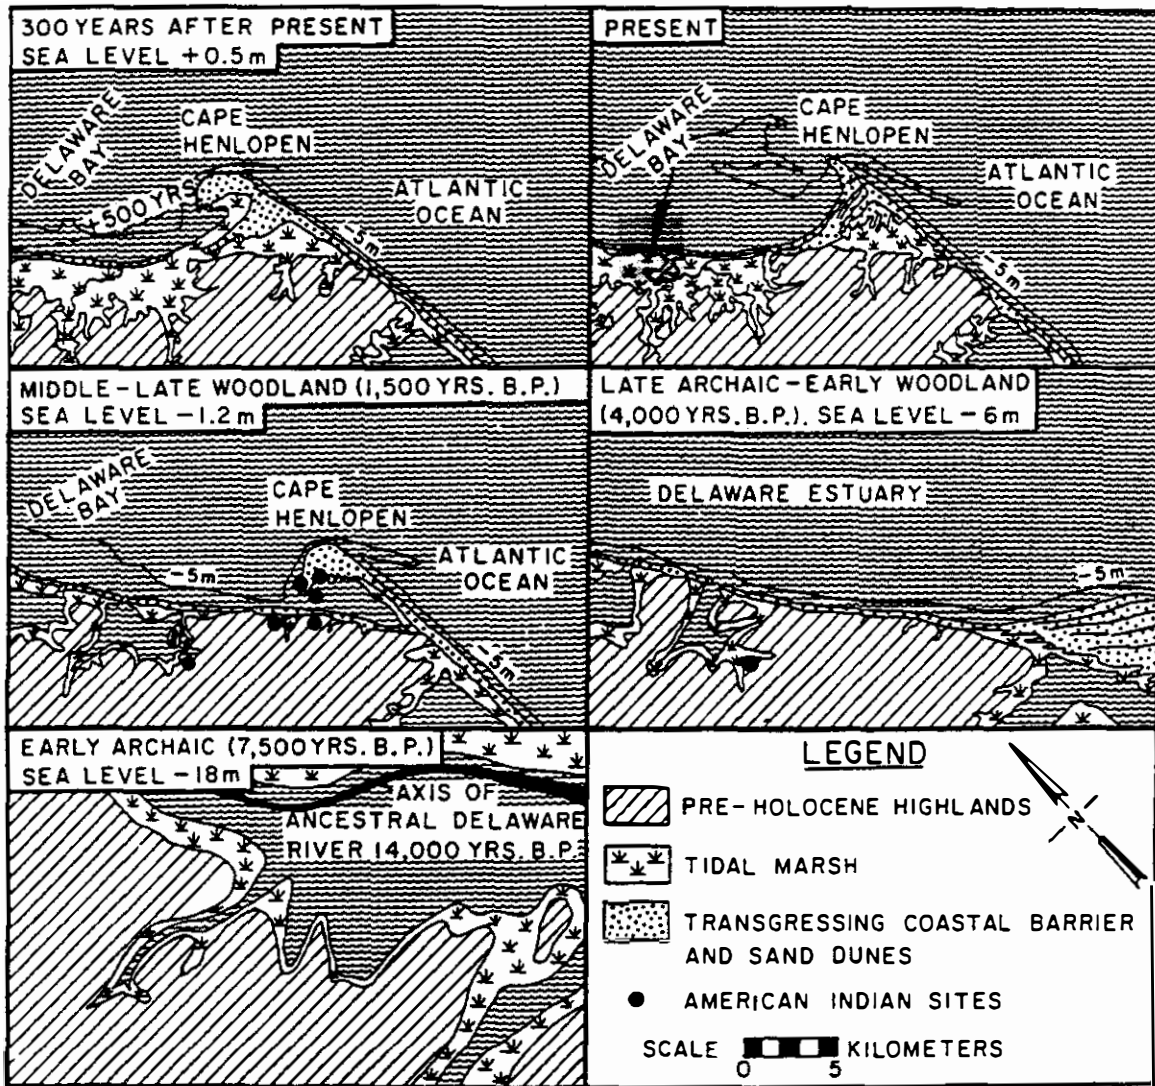 300 YEARS AFTER PRESENT
SEA LEVEL +0.5m
DELAWARE
BAY
CAPE
HENLOPEN
+500 YRS
ATLANTIC
OCEAN
-5m
PRESENT
DELAWARE
BAY
CAPE
HENLOPEN
ATLANTIC
OCEAN
-5m
MIDDLE-LATE WOODLAND (1,500 YRS. B.P.)
SEA LEVEL -1.2m
DELAWARE
BAY
CAPE
HENLOPEN
ATLANTIC
OCEAN
-5m
-5m
LATE ARCHAIC-EARLY WOODLAND
(4,000 YRS. B.P.). SEA LEVEL -6m
DELAWARE ESTUARY
-5m
EARLY ARCHAIC (7,500 YRS. B.P.)
SEA LEVEL -18m
AXIS OF
ANCESTRAL DELAWARE
RIVER 14,000 YRS. B.P.
LEGEND
PRE-HOLOCENE HIGHLANDS
N
TIDAL MARSH
TRANSGRESSING COASTAL BARRIER
AND SAND DUNES
AMERICAN INDIAN SITES
SCALE KILOMETERS
0 5